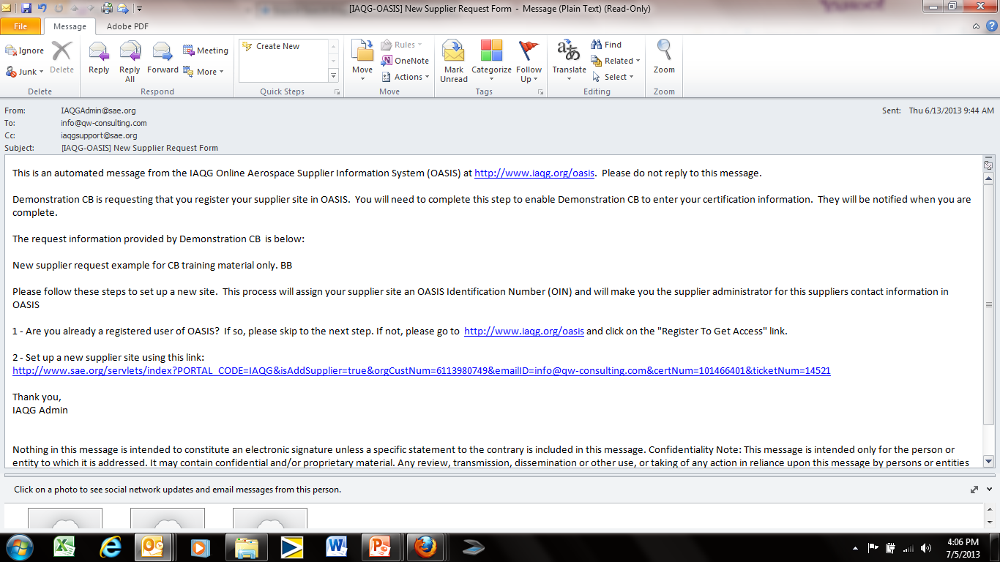 [IAQG-OASIS] New Supplier Request Form - Message (Plain Text) (Read-Only)
File Message Adobe PDF
Ignore Delete Junk Reply Reply All Forward Meeting More Create New Move Rules OneNote Actions Mark Unread Categorize Follow Up Translate Find Related Select Zoom
Delete Respond Quick Steps Move Tags Editing Zoom
From: IAQGAdmin@sae.org Sent: Thu 6/13/2013 9:44 AM
To: info@qw-consulting.com
Cc: iaqgsupport@sae.org
Subject: [IAQG-OASIS] New Supplier Request Form
This is an automated message from the IAQG Online Aerospace Supplier Information System (OASIS) at http://www.iaqg.org/oasis. Please do not reply to this message.
Demonstration CB is requesting that you register your supplier site in OASIS. You will need to complete this step to enable Demonstration CB to enter your certification information. They will be notified when you are
complete.
The request information provided by Demonstration CB is below:
New supplier request example for CB training material only. BB
Please follow these steps to set up a new site. This process will assign your supplier site an OASIS Identification Number (OIN) and will make you the supplier administrator for this suppliers contact information in
OASIS
1 - Are you already a registered user of OASIS? If so, please skip to the next step. If not, please go to http://www.iaqg.org/oasis and click on the "Register To Get Access" link.
2 - Set up a new supplier site using this link:
http://www.sae.org/servlets/index?PORTAL_CODE=IAQG&isAddSupplier=true&orgCustNum=6113980749&emailID=info@qw-consulting.com&certNum=101466401&ticketNum=14521
Thank you,
IAQG Admin
Nothing in this message is intended to constitute an electronic signature unless a specific statement to the contrary is included in this message. Confidentiality Note: This message is intended only for the person or
entity to which it is addressed. It may contain confidential and/or proprietary material. Any review, transmission, dissemination or other use, or taking of any action in reliance upon this message by persons or entities
Click on a photo to see social network updates and email messages from this person.
4:06 PM
7/5/2013